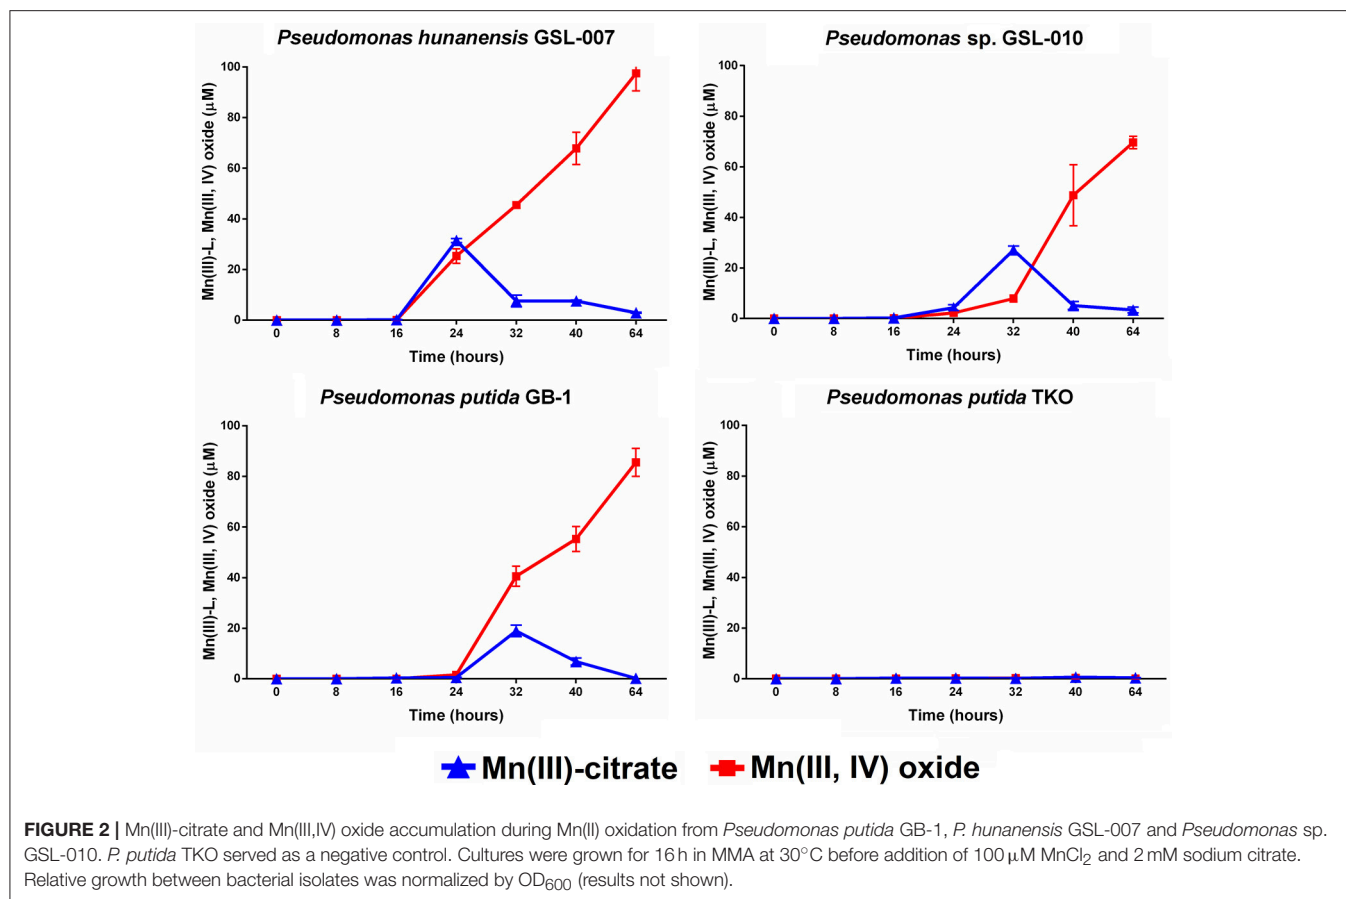 Pseudomonas hunanensis GSL-007
Mn(III)-L, Mn(III, IV) oxide (µM)
100
80
60
40
20
0
0 8 16 24 32 40 64
Time (hours)
Pseudomonas sp. GSL-010
Mn(III)-L, Mn(III, IV) oxide (µM)
100
80
60
40
20
0
0 8 16 24 32 40 64
Time (hours)
Pseudomonas putida GB-1
Mn(III)-L, Mn(III, IV) oxide (µM)
100
80
60
40
20
0
0 8 16 24 32 40 64
Time (hours)
Pseudomonas putida TKO
Mn(III)-L, Mn(III, IV) oxide (µM)
100
80
60
40
20
0
0 8 16 24 32 40 64
Time (hours)
Mn(III)-citrate Mn(III, IV) oxide
FIGURE 2 | Mn(III)-citrate and Mn(III,IV) oxide accumulation during Mn(II) oxidation from Pseudomonas putida GB-1, P. hunanensis GSL-007 and Pseudomonas sp.
GSL-010. P. putida TKO served as a negative control. Cultures were grown for 16 h in MMA at 30°C before addition of 100 µM MnCl2 and 2 mM sodium citrate.
Relative growth between bacterial isolates was normalized by OD600 (results not shown).